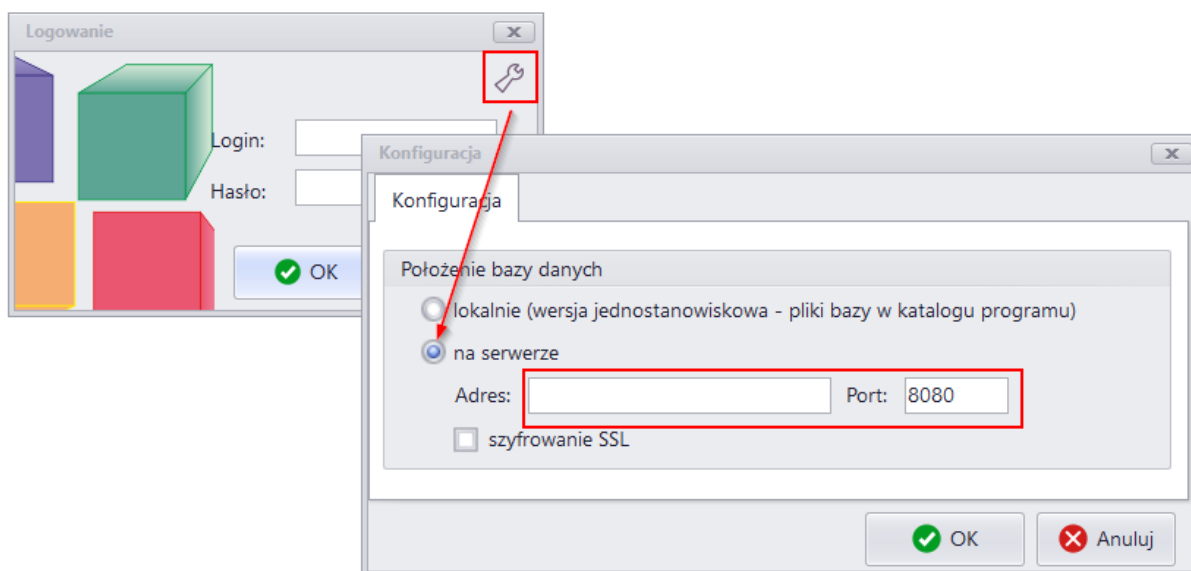 Logowanie
Login:
Hasło:
OK
Konfiguracja
Konfiguracja
Położenie bazy danych
lokalnie (wersja jednostanowiskowa - pliki bazy w katalogu programu)
na serwerze
Adres: Port: 8080
szyfrowanie SSL
OK Anuluj